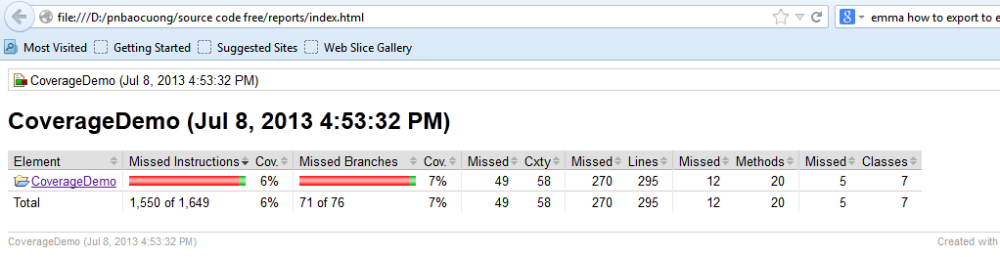 file:///D:/pnbaocuong/source code free/reports/index.html emma how to export to e
Most Visited Getting Started Suggested Sites Web Slice Gallery
CoverageDemo (Jul 8, 2013 4:53:32 PM)
CoverageDemo (Jul 8, 2013 4:53:32 PM)
Element Missed Instructions Cov. Missed Branches Cov. Missed Cxty Missed Lines Missed Methods Missed Classes
CoverageDemo 6% 7% 49 58 270 295 12 20 5 7
Total 1,550 of 1,649 6% 71 of 76 7% 49 58 270 295 12 20 5 7
CoverageDemo (Jul 8, 2013 4:53:32 PM) Created with